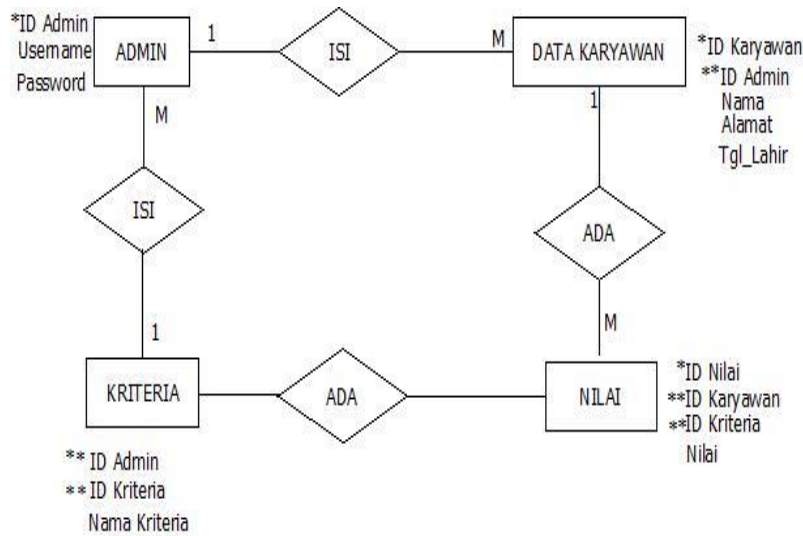 *ID Admin
Username
Password
ADMIN
1
ISI
M
DATA KARYAWAN
*ID Karyawan
**ID Admin
Nama
Alamat
Tgl_Lahir
M
1
ISI
ADA
1
M
KRITERIA
ADA
NILAI
*ID Nilai
**ID Karyawan
**ID Kriteria
Nilai
** ID Admin
** ID Kriteria
Nama Kriteria